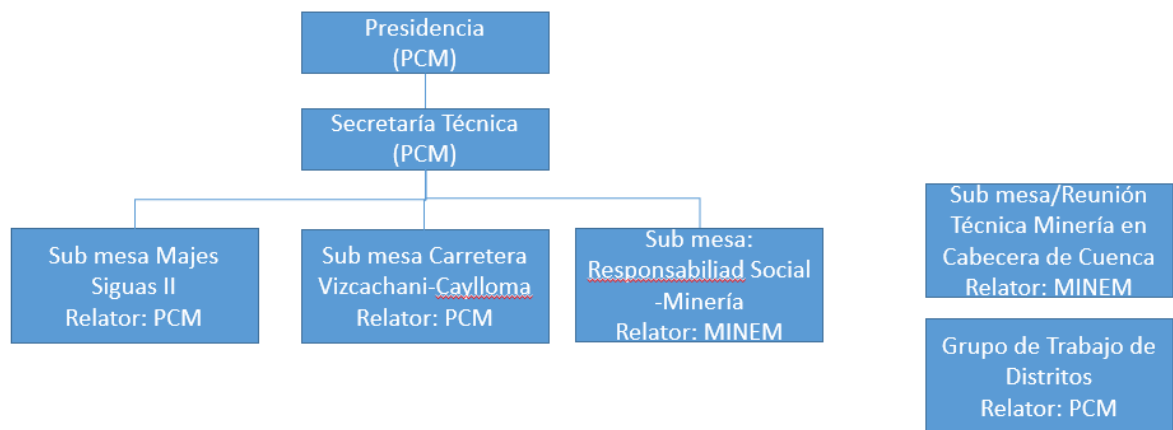 Presidencia
(PCM)
Secretaría Técnica
(PCM)
Sub mesa Majes
Siguas II
Relator: PCM
Sub mesa Carretera
Vizcachani-Caylloma
Relator: PCM
Sub mesa:
Responsabiliad Social
-Minería
Relator: MINEM
Sub mesa/Reunión
Técnica Minería en
Cabecera de Cuenca
Relator: MINEM
Grupo de Trabajo de
Distritos
Relator: PCM